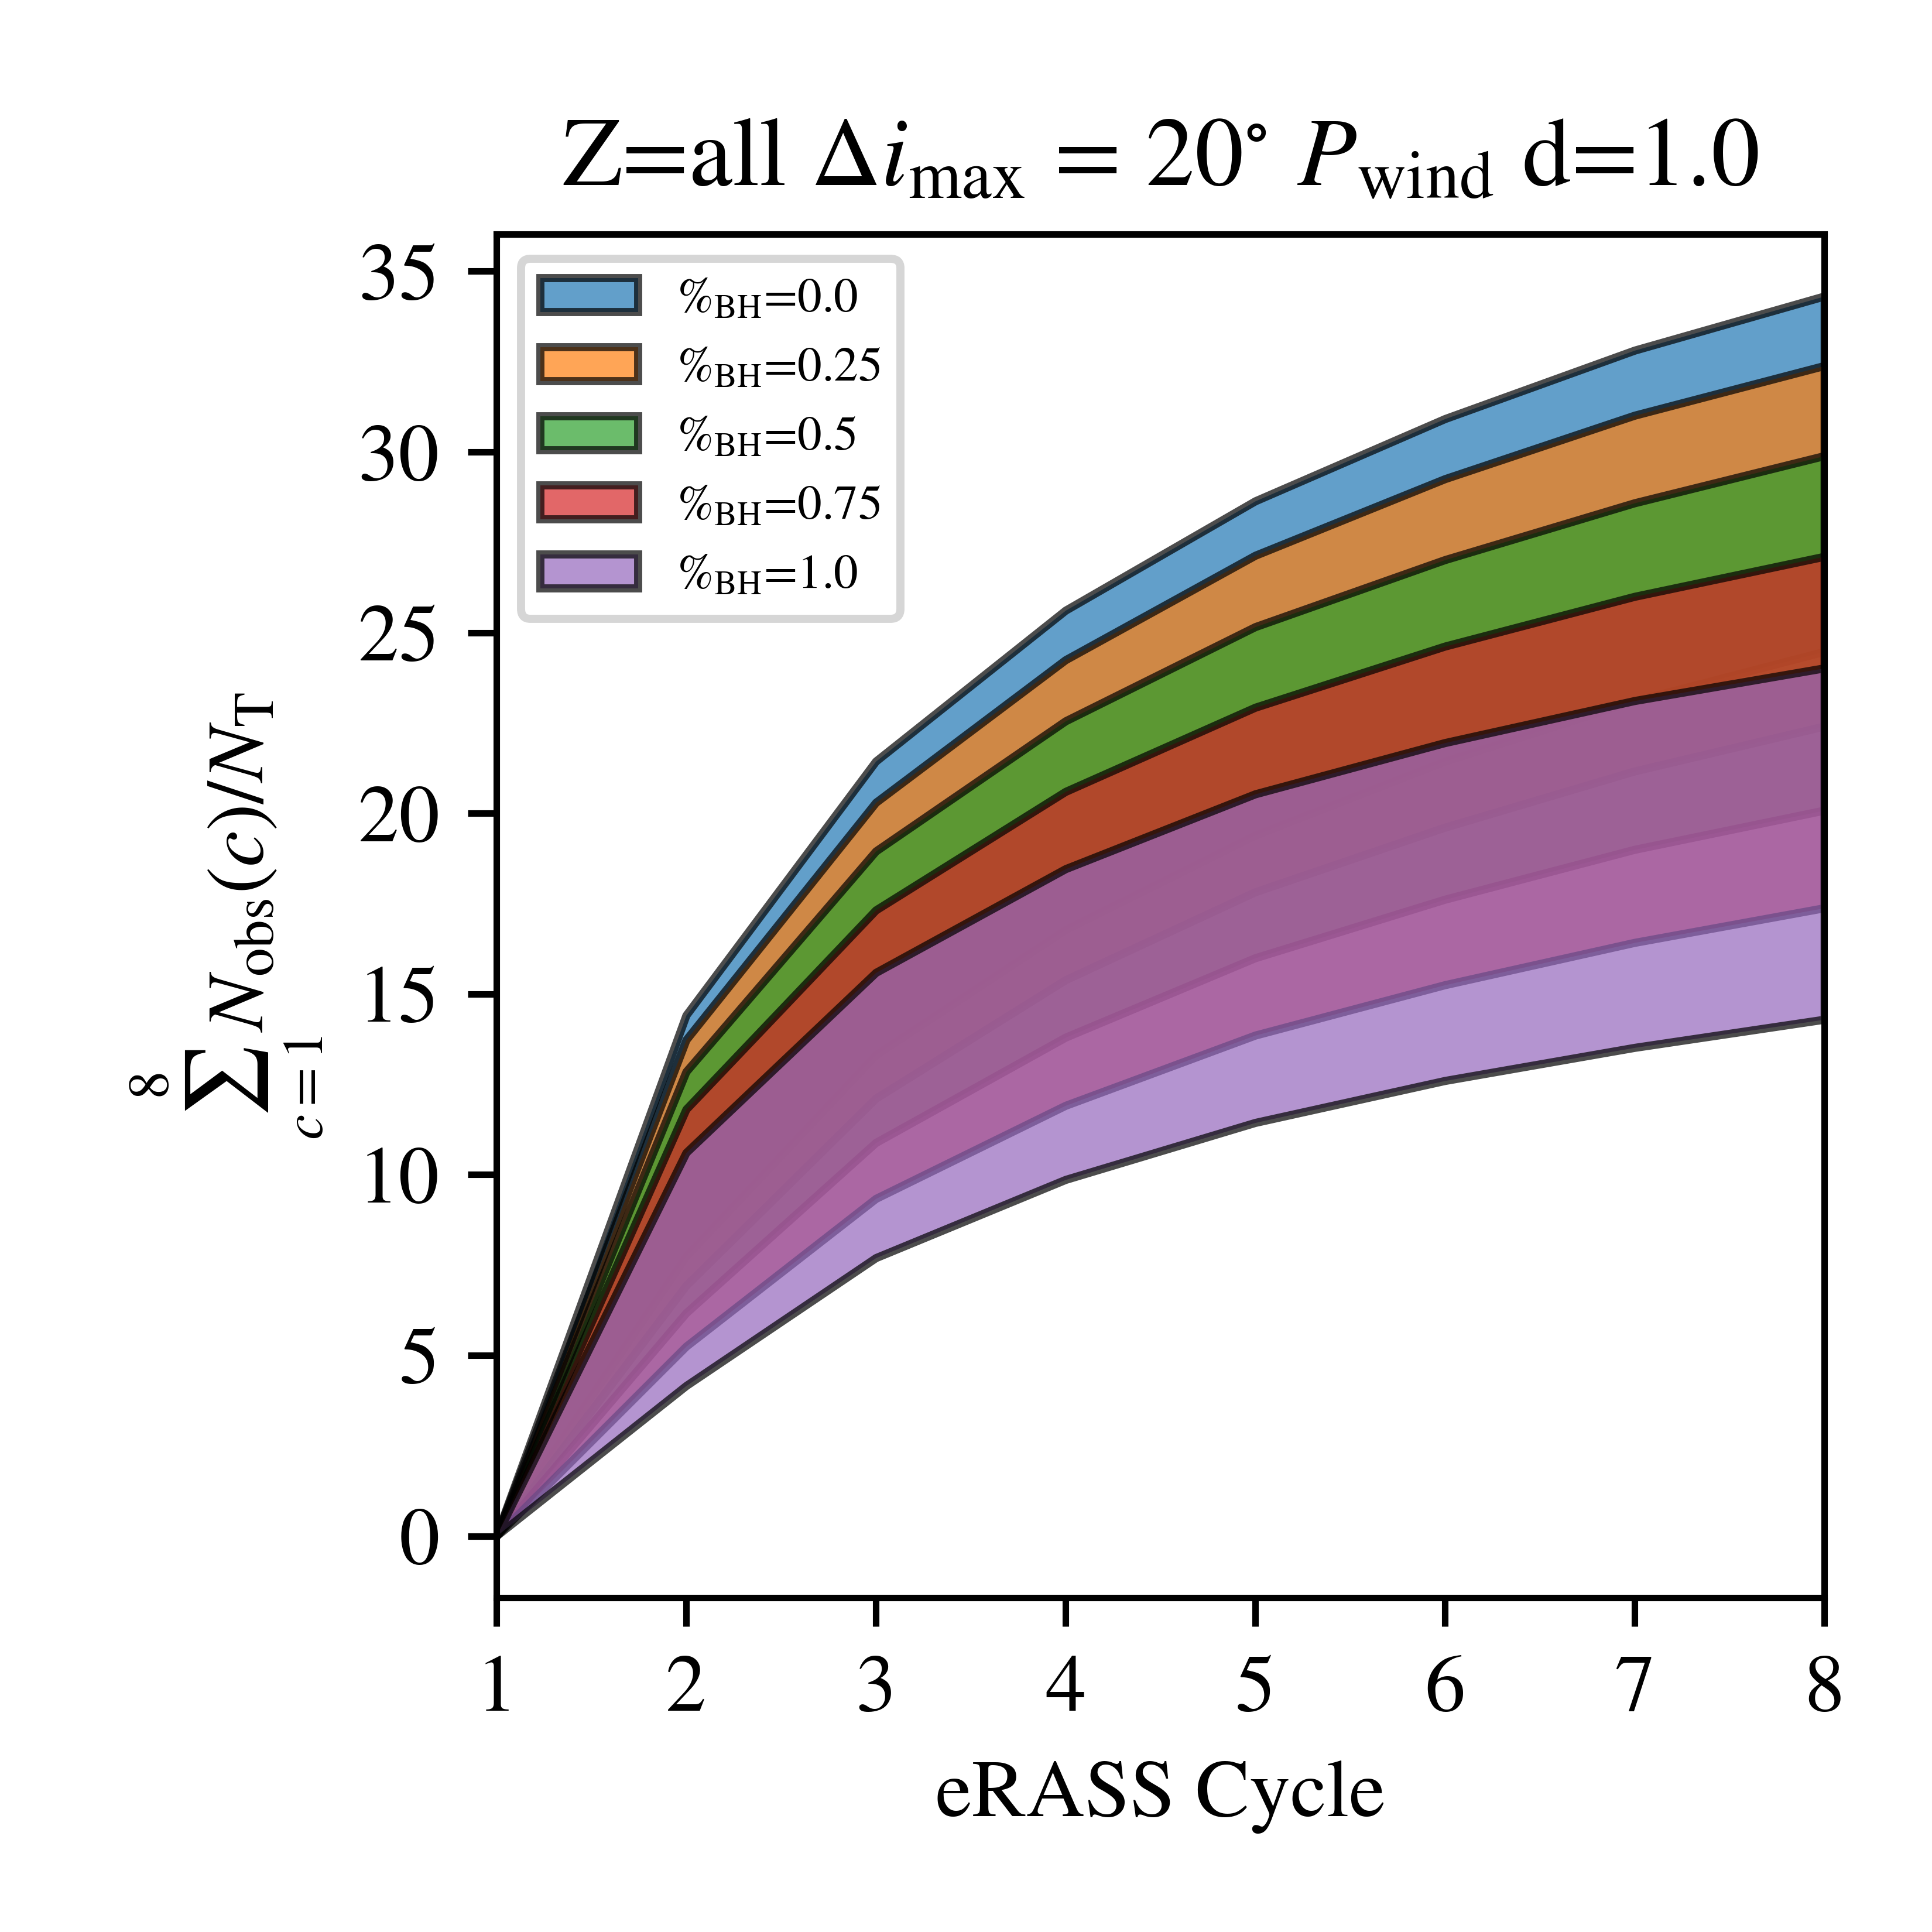 Z=all Δi_max = 20° P_wind d=1.0
35
30
25
20
15
10
5
0
%_BH=0.0
%_BH=0.25
%_BH=0.5
%_BH=0.75
%_BH=1.0
∑_{c=1}^{8} N_obs(c)/N_T
1 2 3 4 5 6 7 8
eRASS Cycle